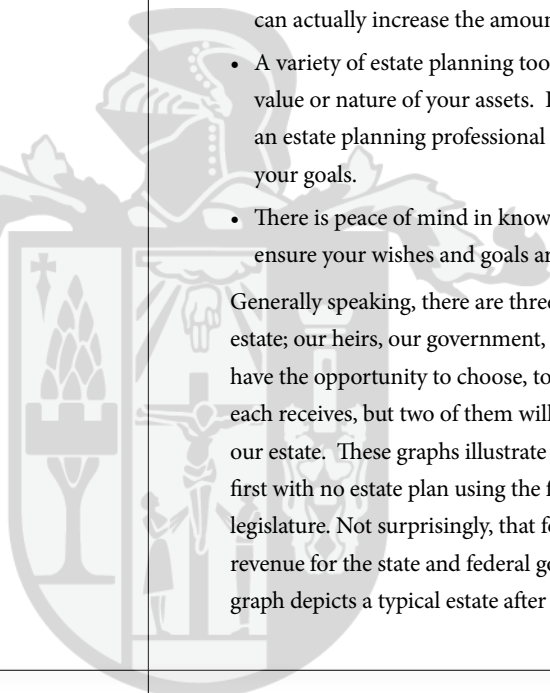 can actually increase the amoun
• A variety of estate planning too
value or nature of your assets.
an estate planning professional
your goals.
• There is peace of mind in know
ensure your wishes and goals ar
Generally speaking, there are three
estate; our heirs, our government,
have the opportunity to choose, to
each receives, but two of them will
our estate.  These graphs illustrate
first with no estate plan using the f
legislature. Not surprisingly, that fo
revenue for the state and federal go
graph depicts a typical estate after